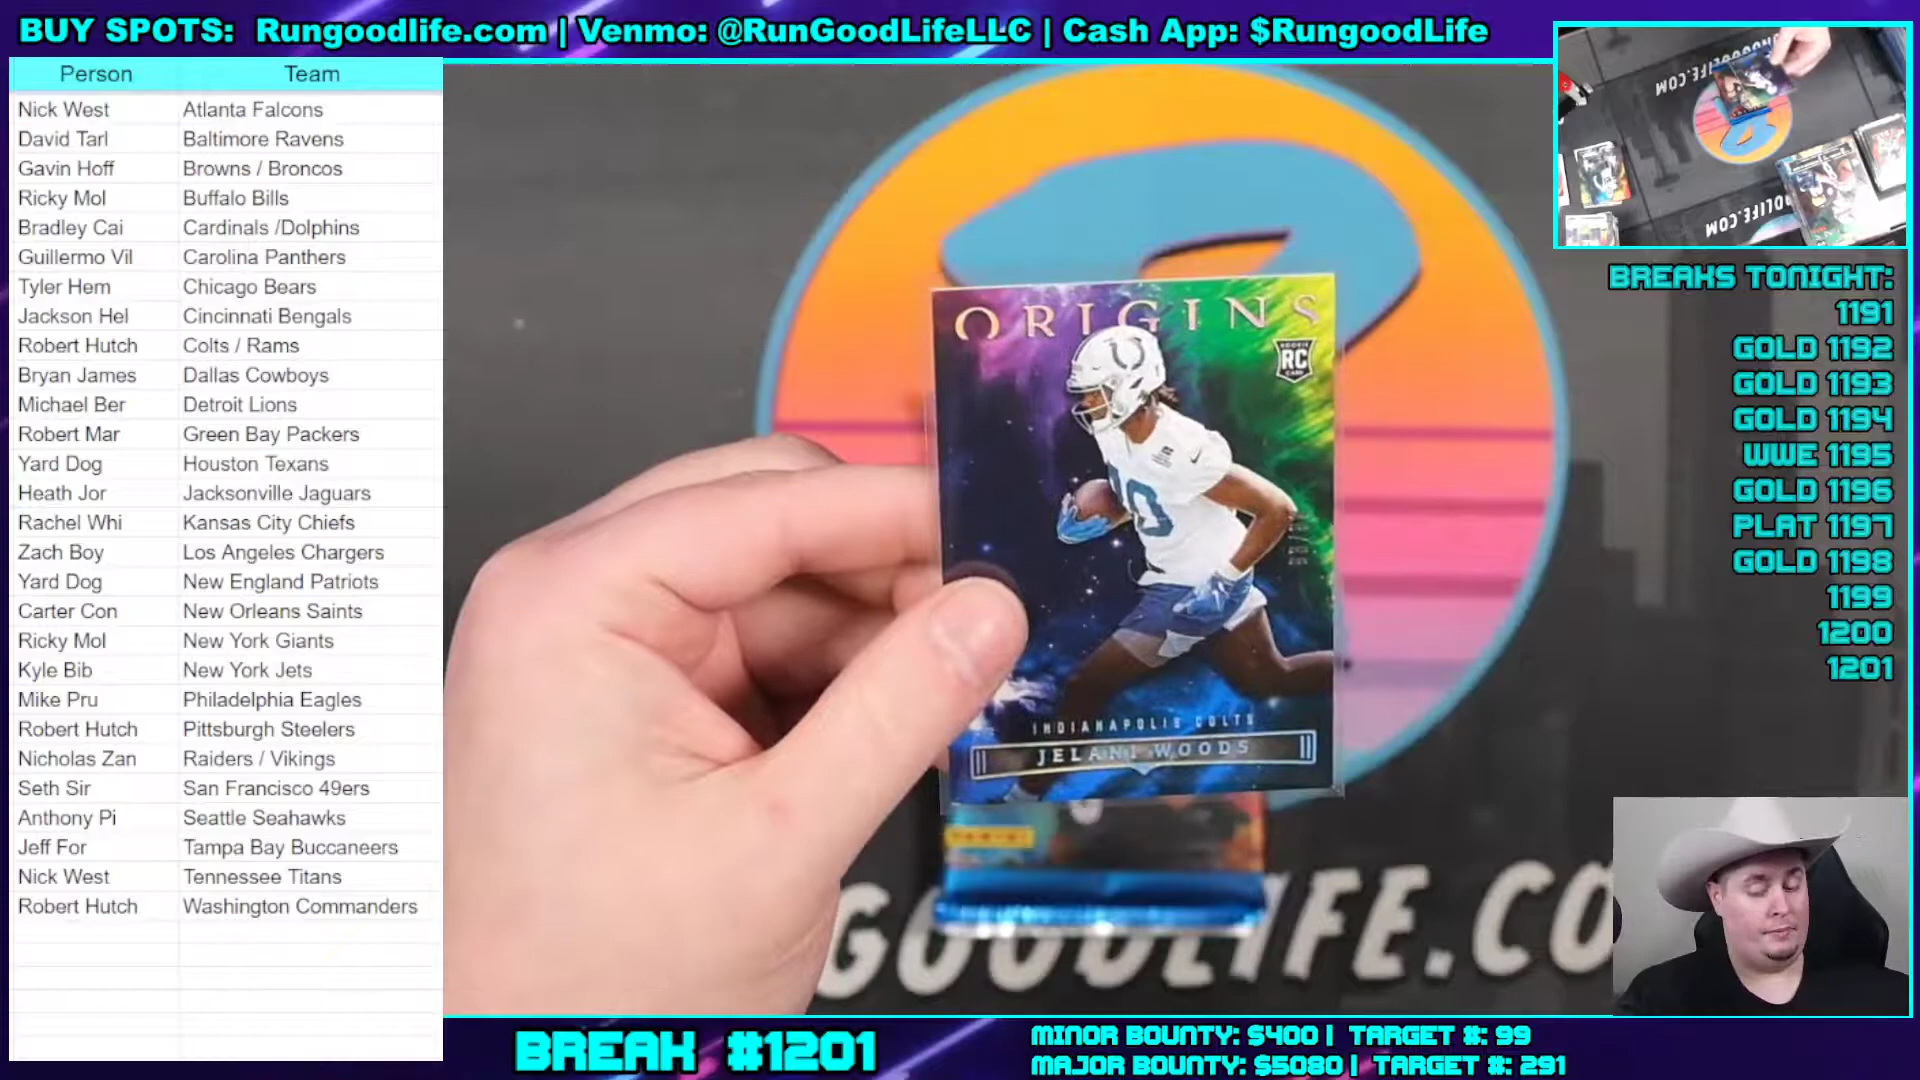 BUY SPOTS: Rungoodlife.com | Venmo: @RunGoodLifeLLC | Cash App: $RungoodLife
Person Team
Nick West Atlanta Falcons
David Tarl Baltimore Ravens
Gavin Hoff Browns / Broncos
Ricky Mol Buffalo Bills
Bradley Cai Cardinals /Dolphins
Guillermo Vil Carolina Panthers
Tyler Hem Chicago Bears
Jackson Hel Cincinnati Bengals
Robert Hutch Colts / Rams
Bryan James Dallas Cowboys
Michael Ber Detroit Lions
Robert Mar Green Bay Packers
Yard Dog Houston Texans
Heath Jor Jacksonville Jaguars
Rachel Whi Kansas City Chiefs
Zach Boy Los Angeles Chargers
Yard Dog New England Patriots
Carter Con New Orleans Saints
Ricky Mol New York Giants
Kyle Bib New York Jets
Mike Pru Philadelphia Eagles
Robert Hutch Pittsburgh Steelers
Nicholas Zan Raiders / Vikings
Seth Sir San Francisco 49ers
Anthony Pi Seattle Seahawks
Jeff For Tampa Bay Buccaneers
Nick West Tennessee Titans
Robert Hutch Washington Commanders
ORIGINS
ROOKIE
RC
CARD
80
INDIANAPOLIS COLTS
JELANI WOODS
PANINI
GOODLIFE.CO
BREAKS TONIGHT:
1191
GOLD 1192
GOLD 1193
GOLD 1194
WWE 1195
GOLD 1196
PLAT 1197
GOLD 1198
1199
1200
1201
BREAK #1201
MINOR BOUNTY: $400 | TARGET #: 99
MAJOR BOUNTY: $5080 | TARGET #: 291